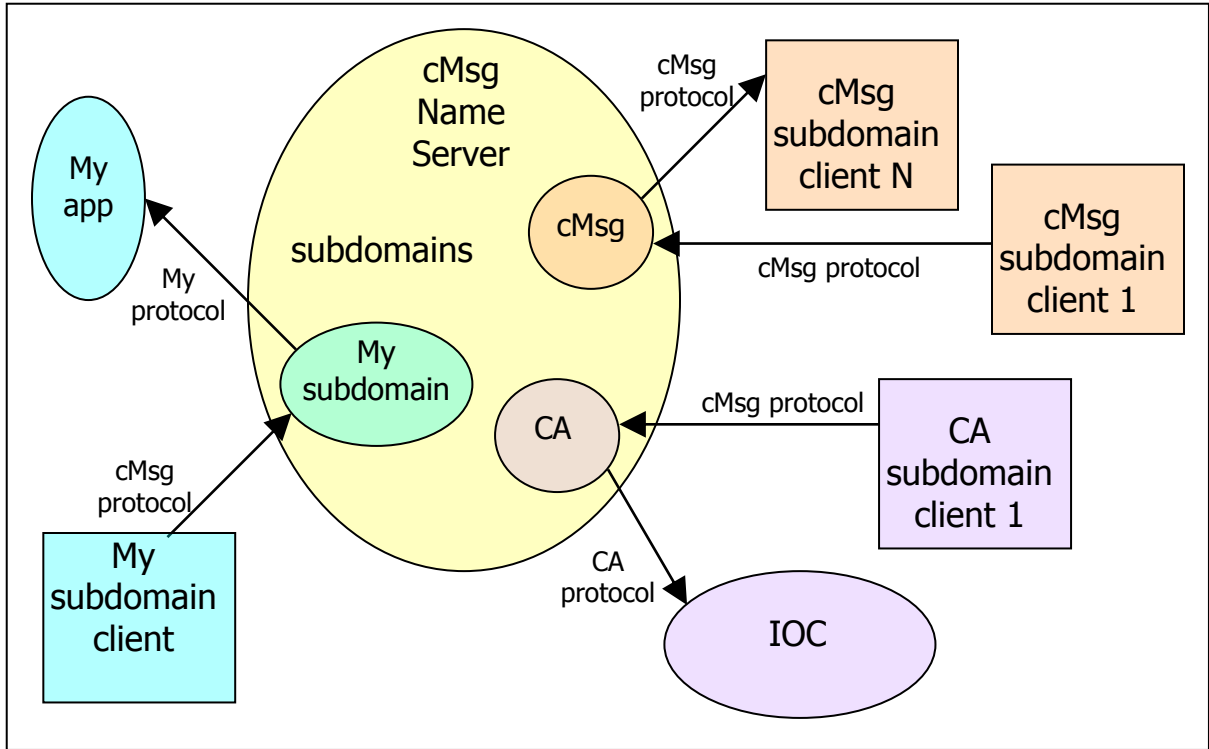 cMsg
Name
Server
subdomains
My
app
My
protocol
My
subdomain
cMsg
protocol
My
subdomain
client
cMsg
cMsg
protocol
cMsg
subdomain
client N
cMsg protocol
cMsg
subdomain
client 1
CA
cMsg protocol
CA
subdomain
client 1
CA
protocol
IOC